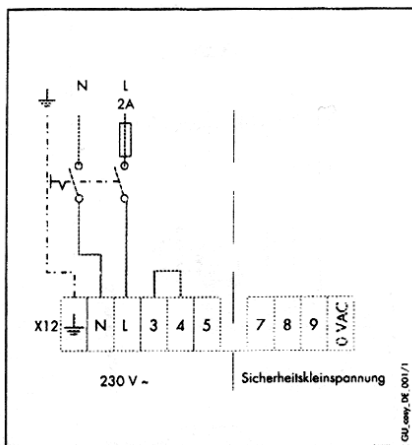 N L
2A
X12 N L 3 4 5 7 8 9 0 VAC
230 V ~ Sicherheitskleinspannung
GU_easy_DE_001/1